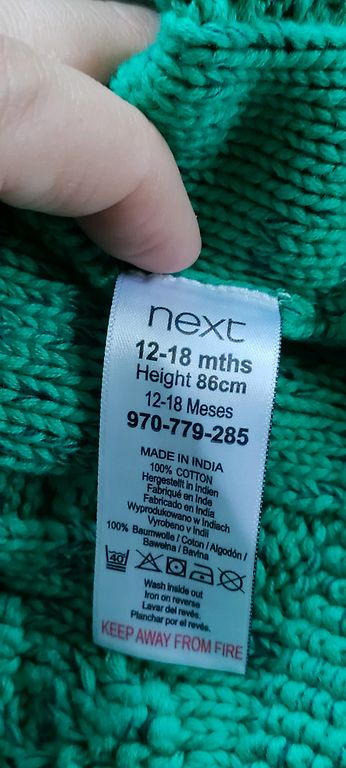 next
12-18 mths
Height 86cm
12-18 Meses
970-779-285
MADE IN INDIA
100% COTTON
Hergestellt in Indien
Fabriqué en Inde
Fabricado en India
Wyprodukowano w Indiach
Vyrobeno v Indii
100% Baumwolle / Coton / Algodón /
Bawełna / Bavlna
40
Wash inside out
Iron on reverse
Lavar del revés.
Planchar por el revés.
KEEP AWAY FROM FIRE